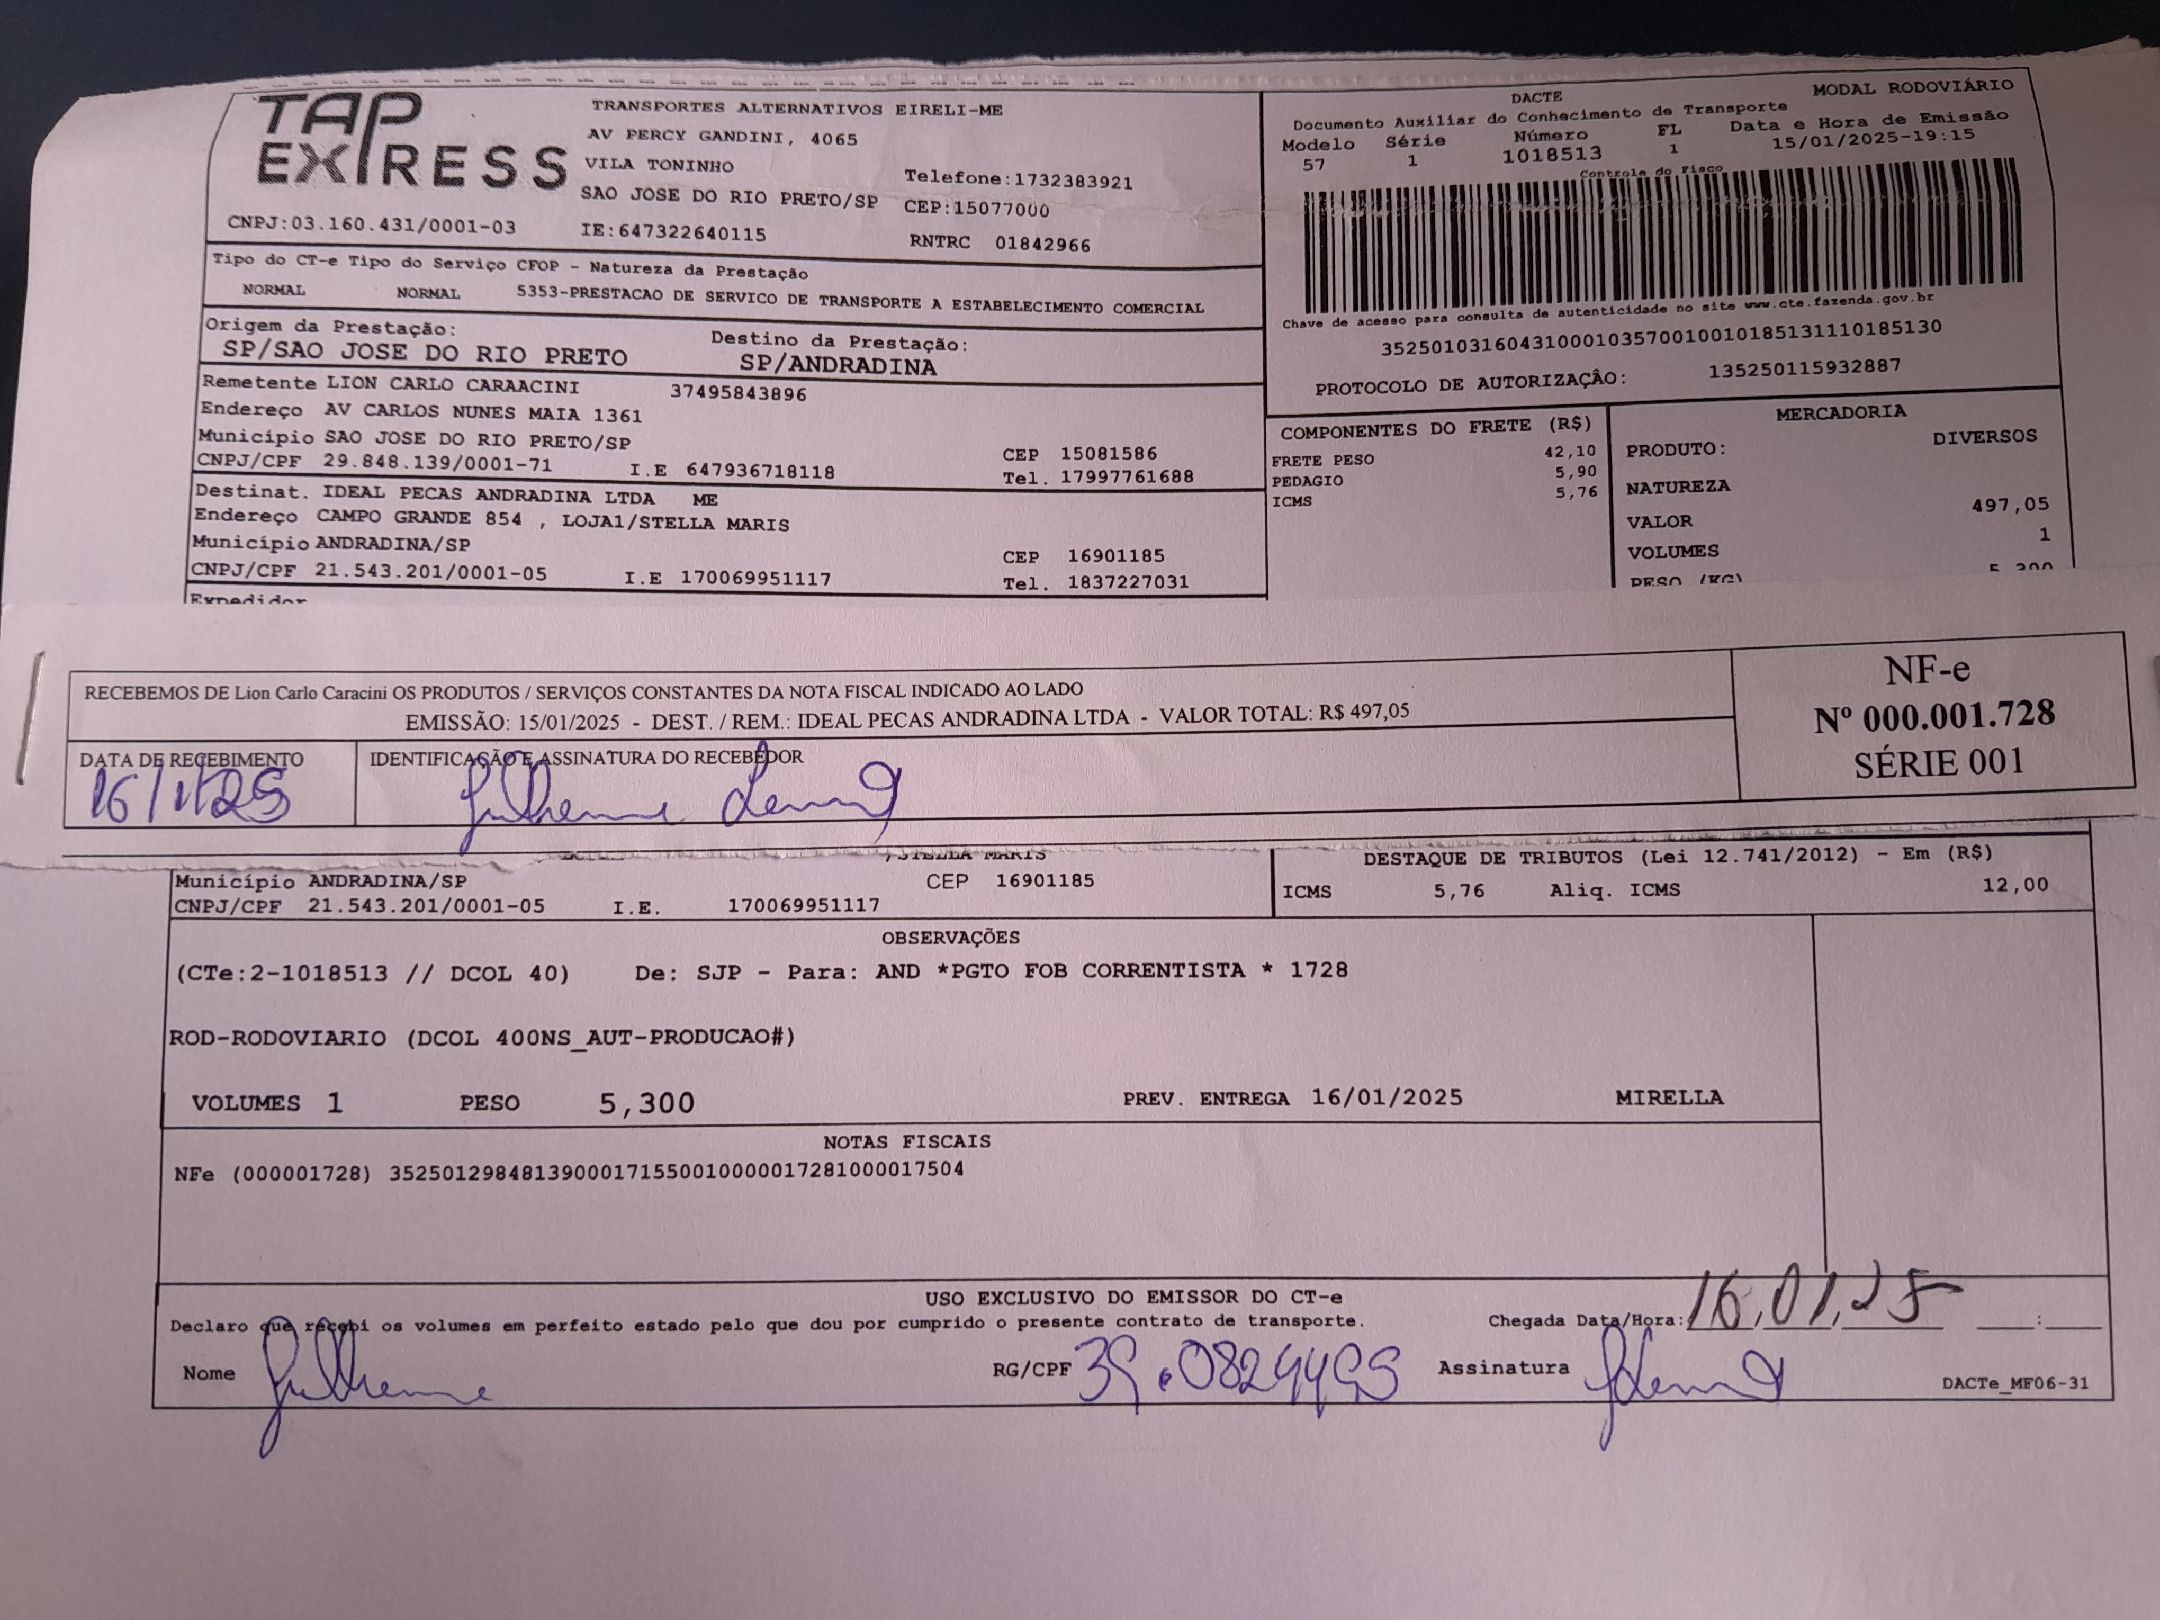 TAP EXPRESS
TRANSPORTES ALTERNATIVOS EIRELI-ME
AV PERCY GANDINI, 4065
VILA TONINHO
Telefone:1732383921
SAO JOSE DO RIO PRETO/SP CEP:15077000
CNPJ:03.160.431/0001-03 IE:647322640115 RNTRC 01842966
DACTE MODAL RODOVIÁRIO
Documento Auxiliar do Conhecimento de Transporte
Modelo Série Número FL Data e Hora de Emissão
57 1 1018513 1 15/01/2025-19:15
Controle do Fisco
Tipo do CT-e Tipo do Serviço CFOP - Natureza da Prestação
NORMAL NORMAL 5353-PRESTACAO DE SERVICO DE TRANSPORTE A ESTABELECIMENTO COMERCIAL
Chave de acesso para consulta de autenticidade no site www.cte.fazenda.gov.br
35250103160431000103570010010185131110185130
PROTOCOLO DE AUTORIZAÇÂO: 135250115932887
Origem da Prestação: Destino da Prestação:
SP/SAO JOSE DO RIO PRETO SP/ANDRADINA
Remetente LION CARLO CARAACINI 37495843896
Endereço AV CARLOS NUNES MAIA 1361
Município SAO JOSE DO RIO PRETO/SP CEP 15081586
CNPJ/CPF 29.848.139/0001-71 I.E 647936718118 Tel. 17997761688
Destinat. IDEAL PECAS ANDRADINA LTDA ME
Endereço CAMPO GRANDE 854 , LOJA1/STELLA MARIS
Município ANDRADINA/SP CEP 16901185
CNPJ/CPF 21.543.201/0001-05 I.E 170069951117 Tel. 1837227031
Expedidor
COMPONENTES DO FRETE (R$)
FRETE PESO 42,10
PEDAGIO 5,90
ICMS 5,76
MERCADORIA
PRODUTO: DIVERSOS
NATUREZA
VALOR 497,05
VOLUMES 1
PESO (KG) 5,300
RECEBEMOS DE Lion Carlo Caracini OS PRODUTOS / SERVIÇOS CONSTANTES DA NOTA FISCAL INDICADO AO LADO
EMISSÃO: 15/01/2025 - DEST. / REM.: IDEAL PECAS ANDRADINA LTDA - VALOR TOTAL: R$ 497,05
DATA DE RECEBIMENTO IDENTIFICAÇÃO E ASSINATURA DO RECEBEDOR
16/1/25 Guilherme
NF-e
Nº 000.001.728
SÉRIE 001
, STELLA MARIS
Município ANDRADINA/SP CEP 16901185
CNPJ/CPF 21.543.201/0001-05 I.E. 170069951117
DESTAQUE DE TRIBUTOS (Lei 12.741/2012) - Em (R$)
ICMS 5,76 Aliq. ICMS 12,00
OBSERVAÇÕES
(CTe:2-1018513 // DCOL 40) De: SJP - Para: AND *PGTO FOB CORRENTISTA * 1728
ROD-RODOVIARIO (DCOL 400NS_AUT-PRODUCAO#)
VOLUMES 1 PESO 5,300 PREV. ENTREGA 16/01/2025 MIRELLA
NOTAS FISCAIS
NFe (000001728) 35250129848139000171550010000017281000017504
USO EXCLUSIVO DO EMISSOR DO CT-e
Declaro que recebi os volumes em perfeito estado pelo que dou por cumprido o presente contrato de transporte. Chegada Data/Hora: 16,01,25 :
Nome Guilherme RG/CPF Assinatura
DACTe_MF06-31